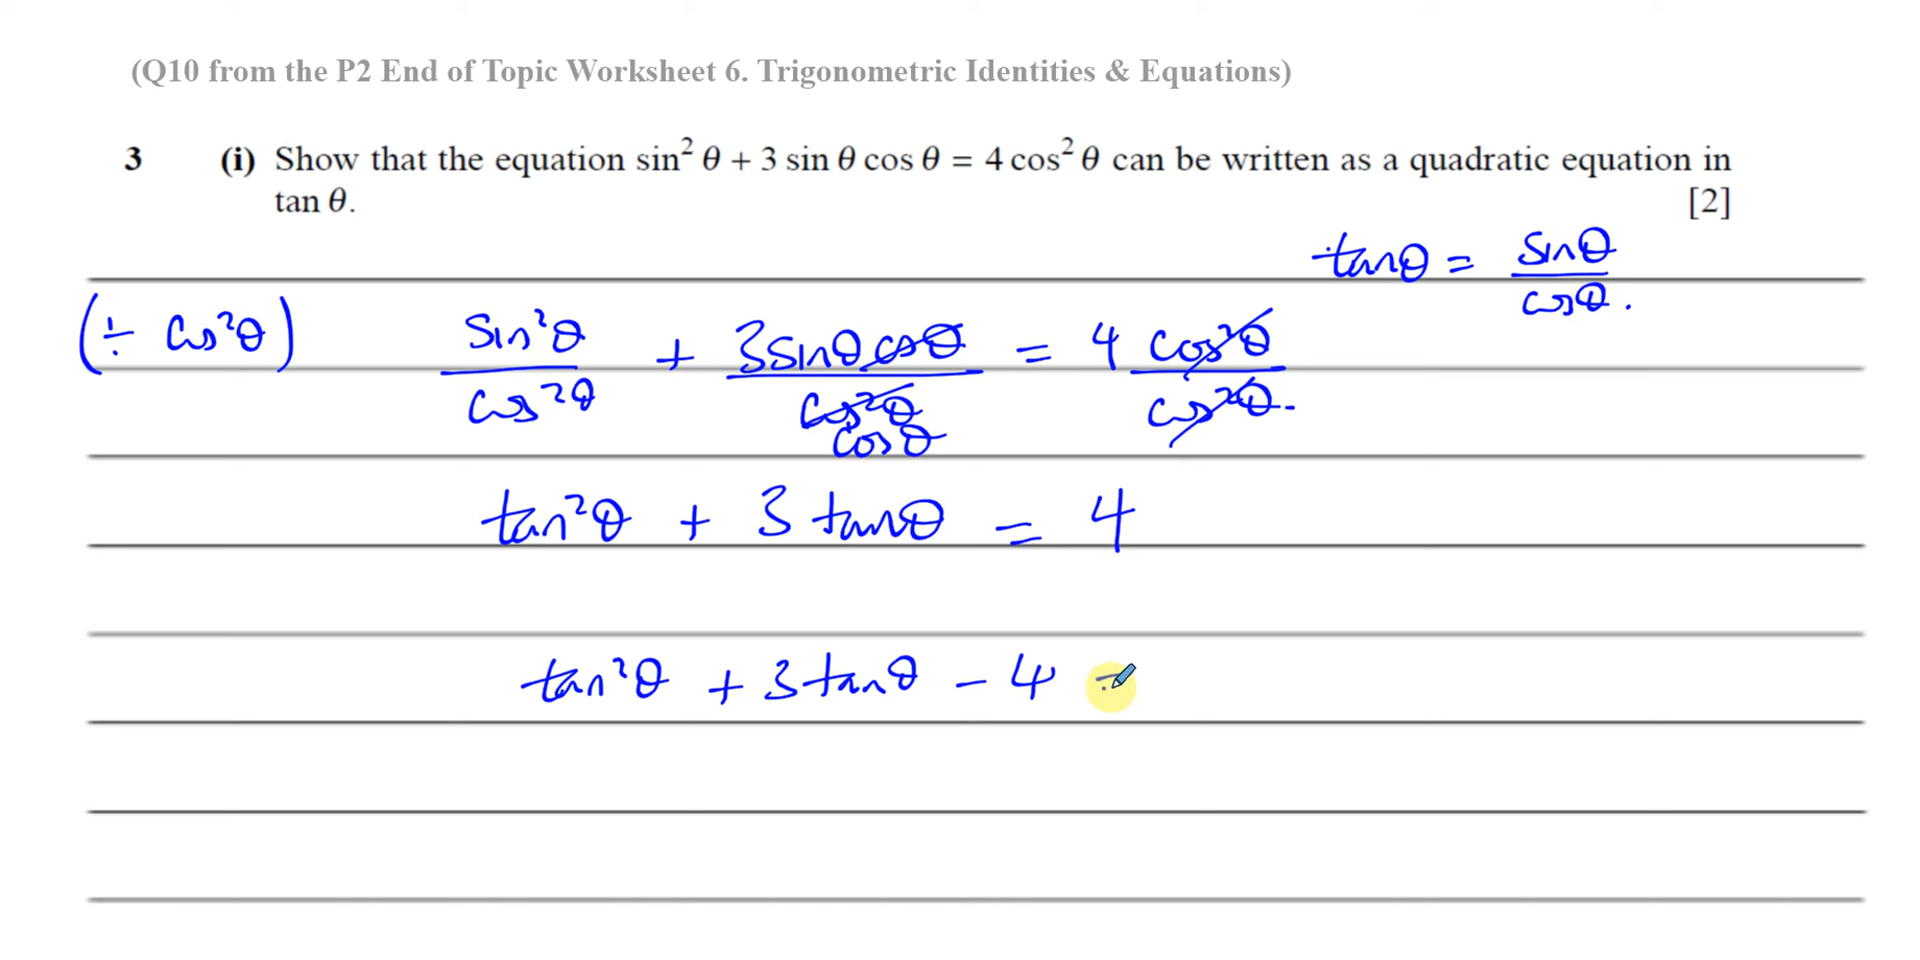 (Q10 from the P2 End of Topic Worksheet 6. Trigonometric Identities & Equations)
3 (i) Show that the equation sin² θ + 3 sin θ cos θ = 4 cos² θ can be written as a quadratic equation in
tan θ. [2]
tanθ = sinθ / cosθ.
(÷ cos²θ) sin²θ / cos²θ + 3sinθcosθ / cos²θ = 4 cos²θ / cos²θ.
cosθ
tan²θ + 3 tanθ = 4
tan²θ + 3tanθ - 4 =